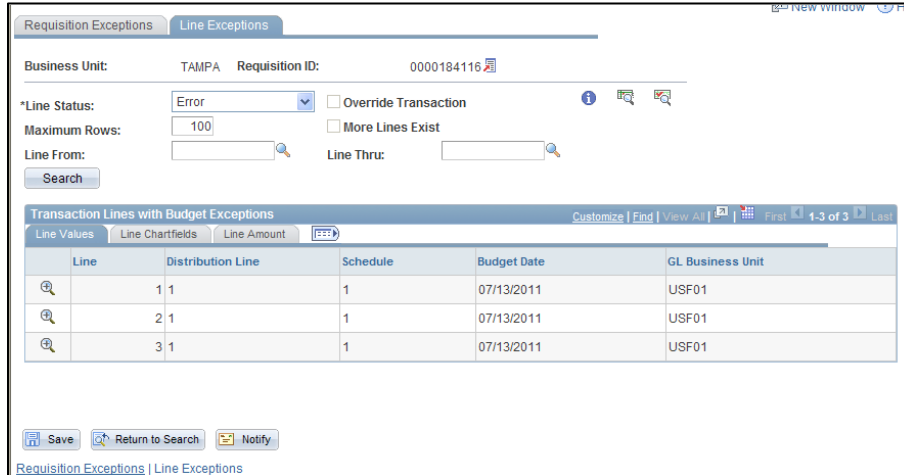 New Window
Requisition Exceptions Line Exceptions
Business Unit: TAMPA Requisition ID: 0000184116
*Line Status: Error Override Transaction
Maximum Rows: 100 More Lines Exist
Line From: Line Thru:
Search
Transaction Lines with Budget Exceptions Customize | Find | View All | | First 1-3 of 3 Last
Line Values Line Chartfields Line Amount
Line Distribution Line Schedule Budget Date GL Business Unit
1 1 1 07/13/2011 USF01
2 1 1 07/13/2011 USF01
3 1 1 07/13/2011 USF01
Save Return to Search Notify
Requisition Exceptions | Line Exceptions